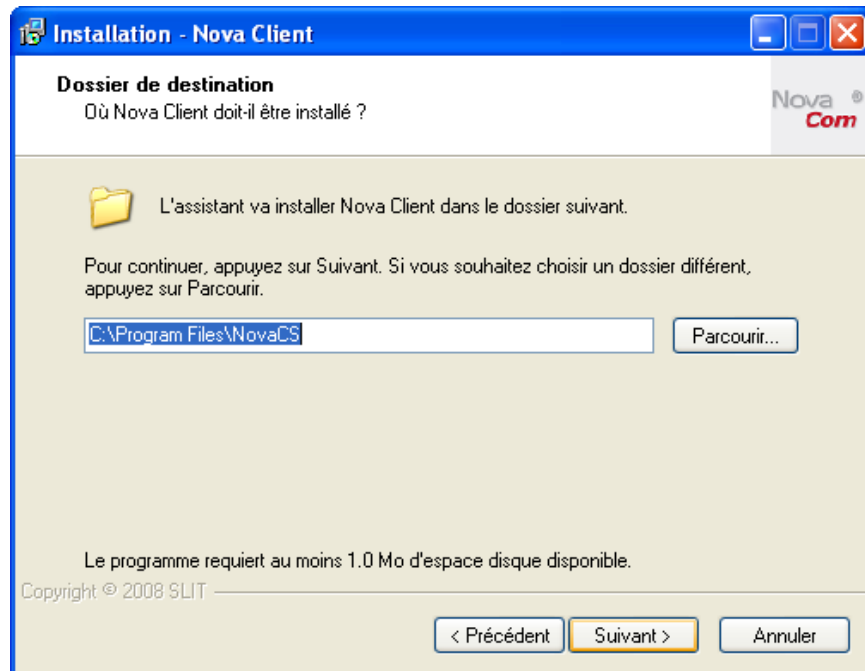 Installation - Nova Client
Dossier de destination
Où Nova Client doit-il être installé ?
Nova ®
Com
L'assistant va installer Nova Client dans le dossier suivant.
Pour continuer, appuyez sur Suivant. Si vous souhaitez choisir un dossier différent,
appuyez sur Parcourir.
C:\Program Files\NovaCS
Parcourir...
Le programme requiert au moins 1.0 Mo d'espace disque disponible.
Copyright © 2008 SLIT
< Précédent
Suivant >
Annuler